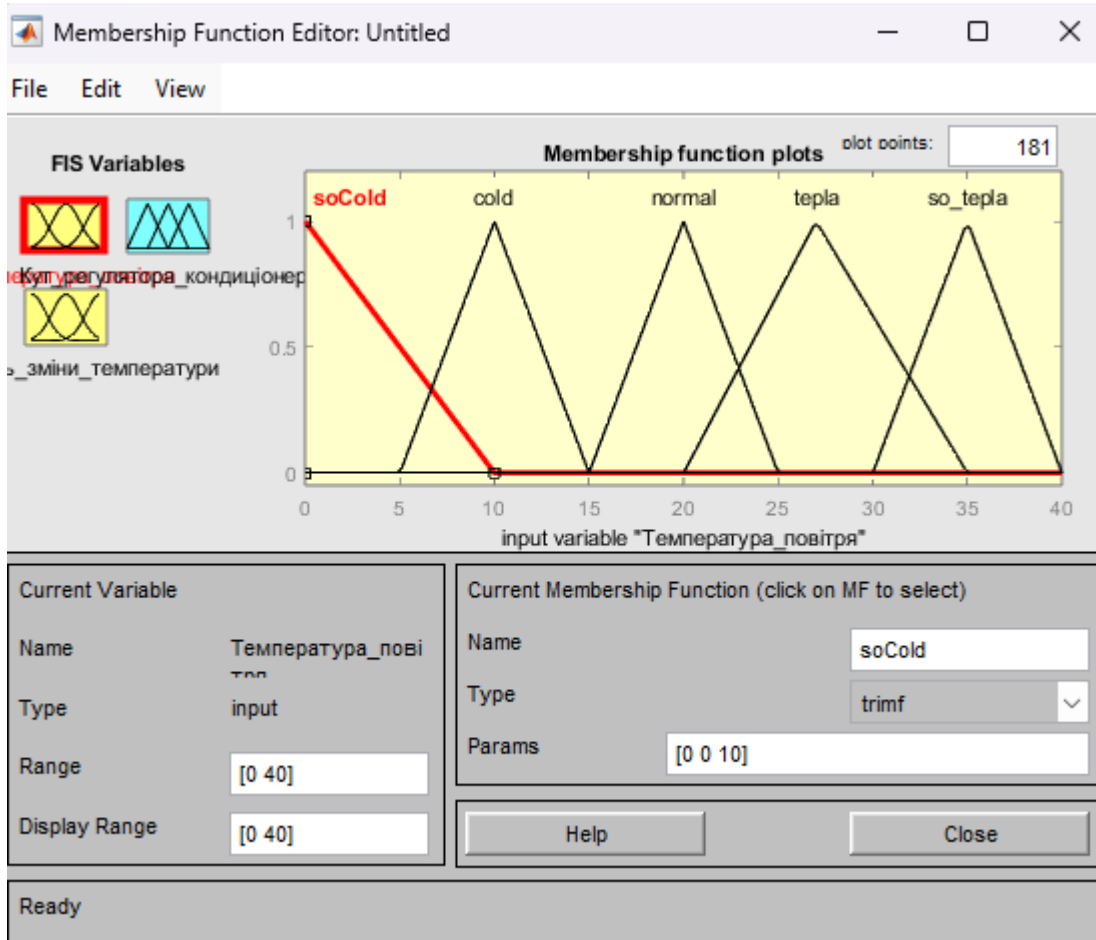 Membership Function Editor: Untitled
File Edit View
FIS Variables
Membership function plots plot points: 181
soCold cold normal tepla so_tepla
1
0.5
0
0 5 10 15 20 25 30 35 40
input variable "Температура_повітря"
Кут_регулятора_кондиціонер
ь_зміни_температури
Current Variable
Name Температура_пові
Type input
Range [0 40]
Display Range [0 40]
Current Membership Function (click on MF to select)
Name soCold
Type trimf
Params [0 0 10]
Help Close
Ready